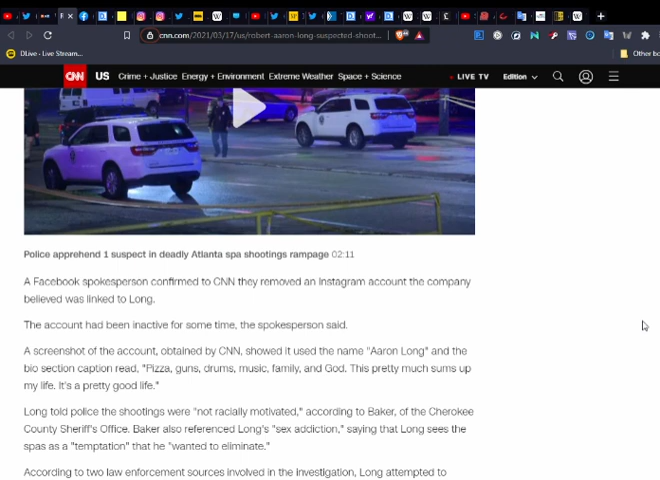 cnn.com/2021/03/17/us/robert-aaron-long-suspected-shoot...
DLive - Live Stream...
Other bo
CNN US Crime + Justice Energy + Environment Extreme Weather Space + Science LIVE TV Edition
Police apprehend 1 suspect in deadly Atlanta spa shootings rampage 02:11
A Facebook spokesperson confirmed to CNN they removed an Instagram account the company
believed was linked to Long.
The account had been inactive for some time, the spokesperson said.
A screenshot of the account, obtained by CNN, showed it used the name "Aaron Long" and the
bio section caption read, "Pizza, guns, drums, music, family, and God. This pretty much sums up
my life. It's a pretty good life."
Long told police the shootings were "not racially motivated," according to Baker, of the Cherokee
County Sheriff's Office. Baker also referenced Long's "sex addiction," saying that Long sees the
spas as a "temptation" that he "wanted to eliminate."
According to two law enforcement sources involved in the investigation, Long attempted to